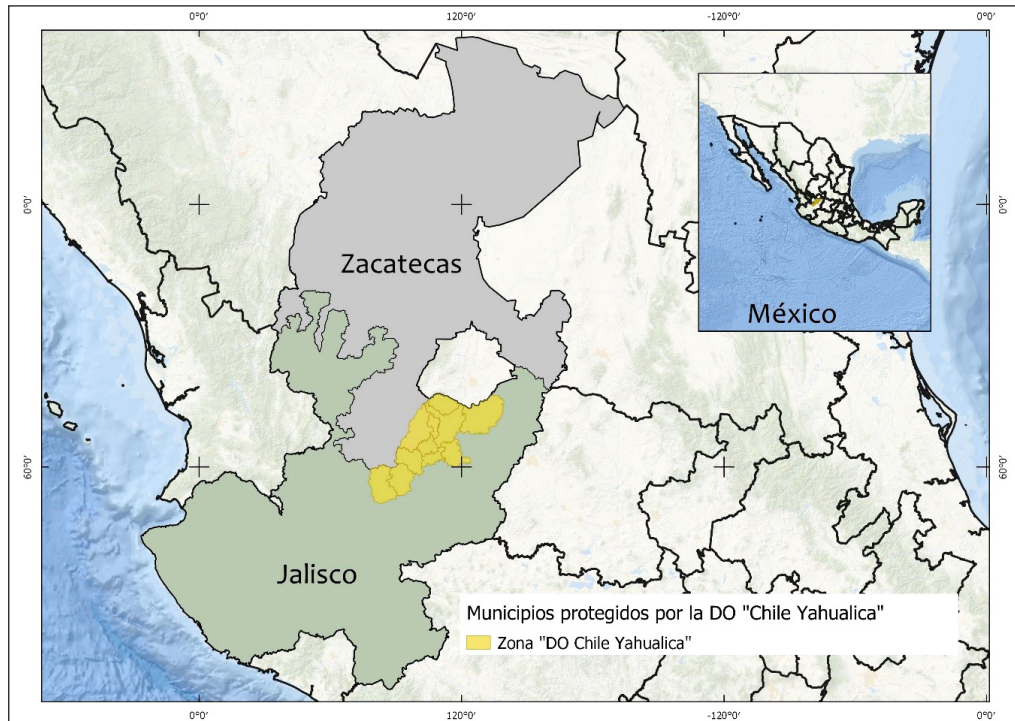 0°0′ 120°0′ -120°0′ 0°0′
0°0′ 0°0′
Zacatecas
México
60°0′ 60°0′
Jalisco
Municipios protegidos por la DO "Chile Yahualica"
Zona "DO Chile Yahualica"
0°0′ 120°0′ -120°0′ 0°0′